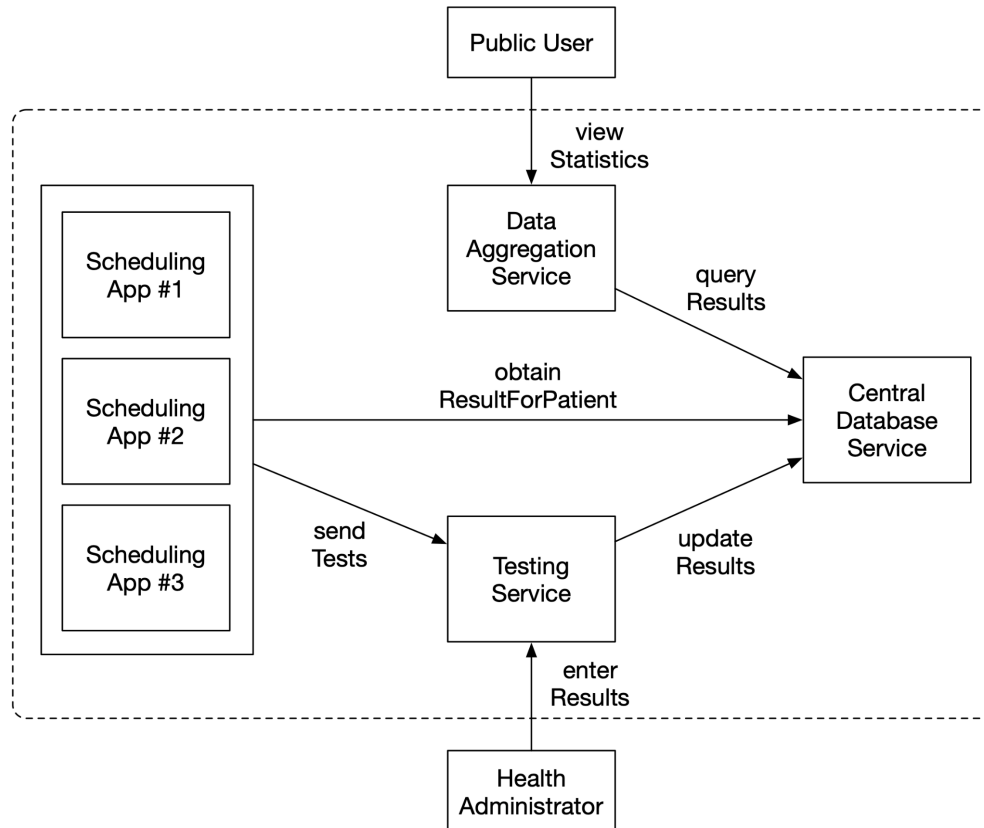 Public User
view
Statistics
Scheduling
App #1
Data
Aggregation
Service
query
Results
obtain
ResultForPatient
Scheduling
App #2
Central
Database
Service
send
Tests
Scheduling
App #3
Testing
Service
update
Results
enter
Results
Health
Administrator